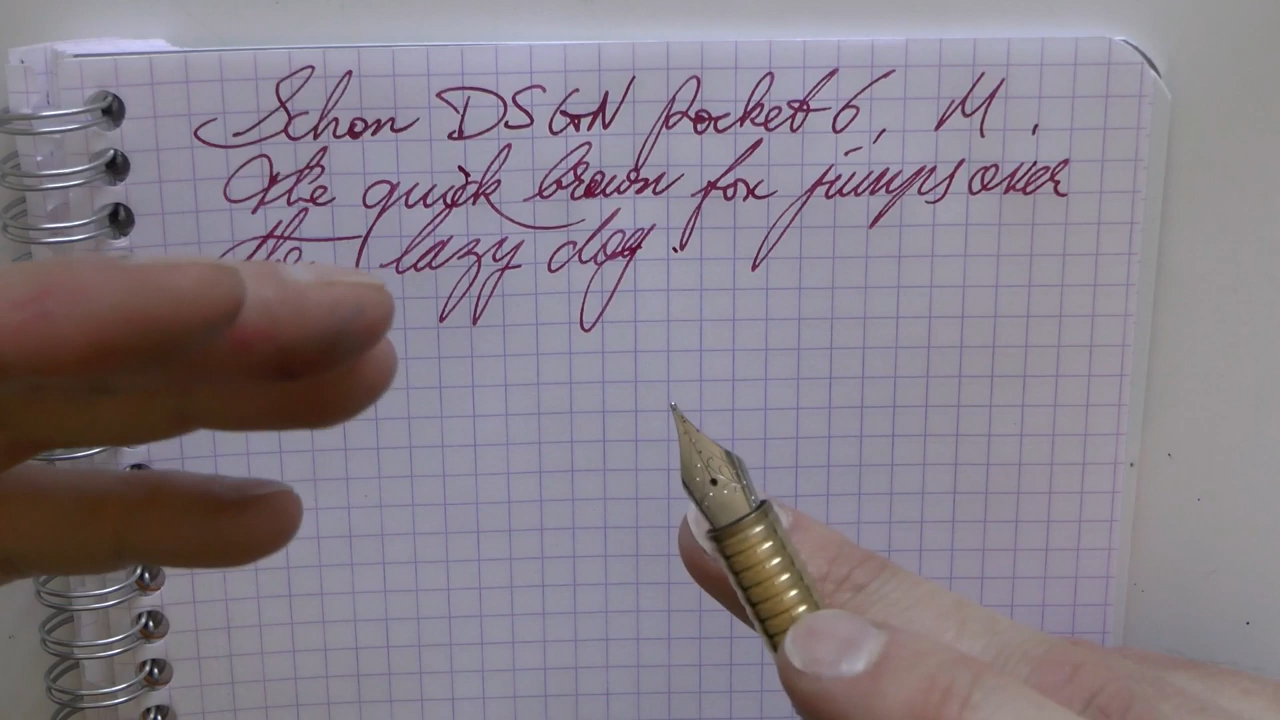 Schon DSGN Pocket 6, M.
The quick brown fox jumps over
the lazy dog.